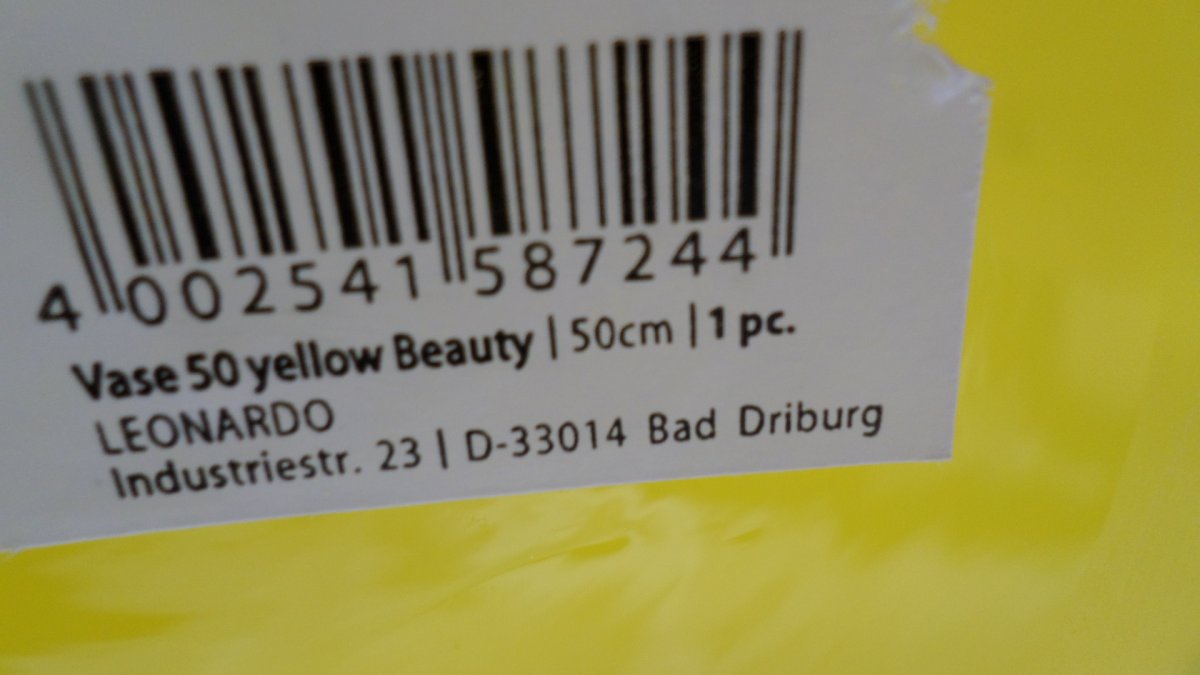 4 002541 587244
Vase 50 yellow Beauty | 50cm | 1 pc.
LEONARDO
Industriestr. 23 | D-33014 Bad Driburg